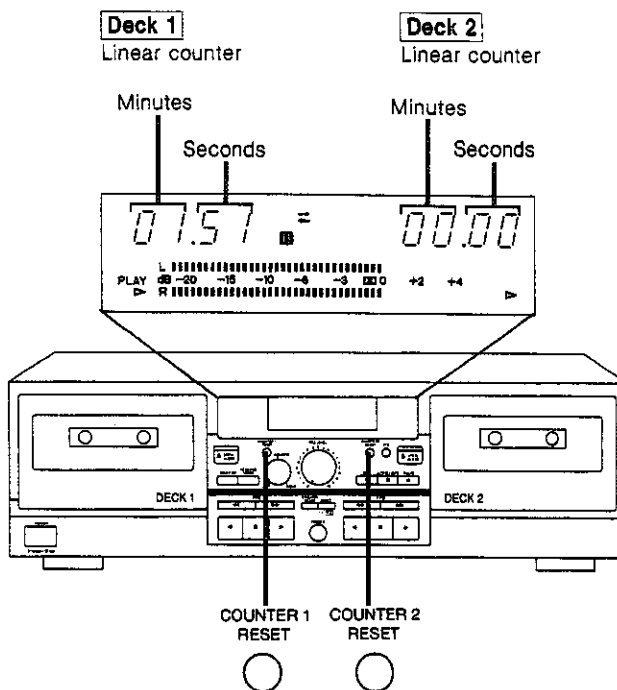 Deck 1
Linear counter
Deck 2
Linear counter
Minutes
Seconds
Minutes
Seconds
01.57
00.00
L
PLAY dB -20 -15 -10 -6 -3 0 +2 +4
R
DECK 1
DECK 2
COUNTER 1
RESET
COUNTER 2
RESET